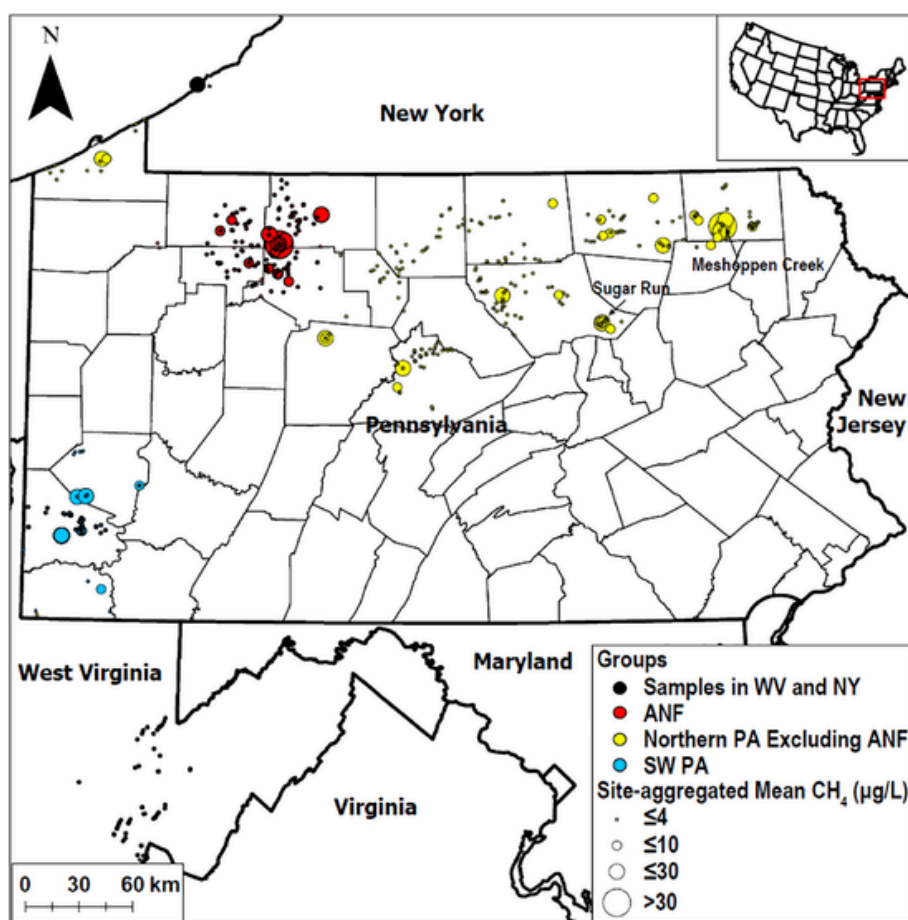 N
New York
Meshoppen Creek
Sugar Run
New
Jersey
Pennsylvania
West Virginia
Maryland
Virginia
0 30 60 km
Groups
Samples in WV and NY
ANF
Northern PA Excluding ANF
SW PA
Site-aggregated Mean CH₄ (µg/L)
≤4
≤10
≤30
>30